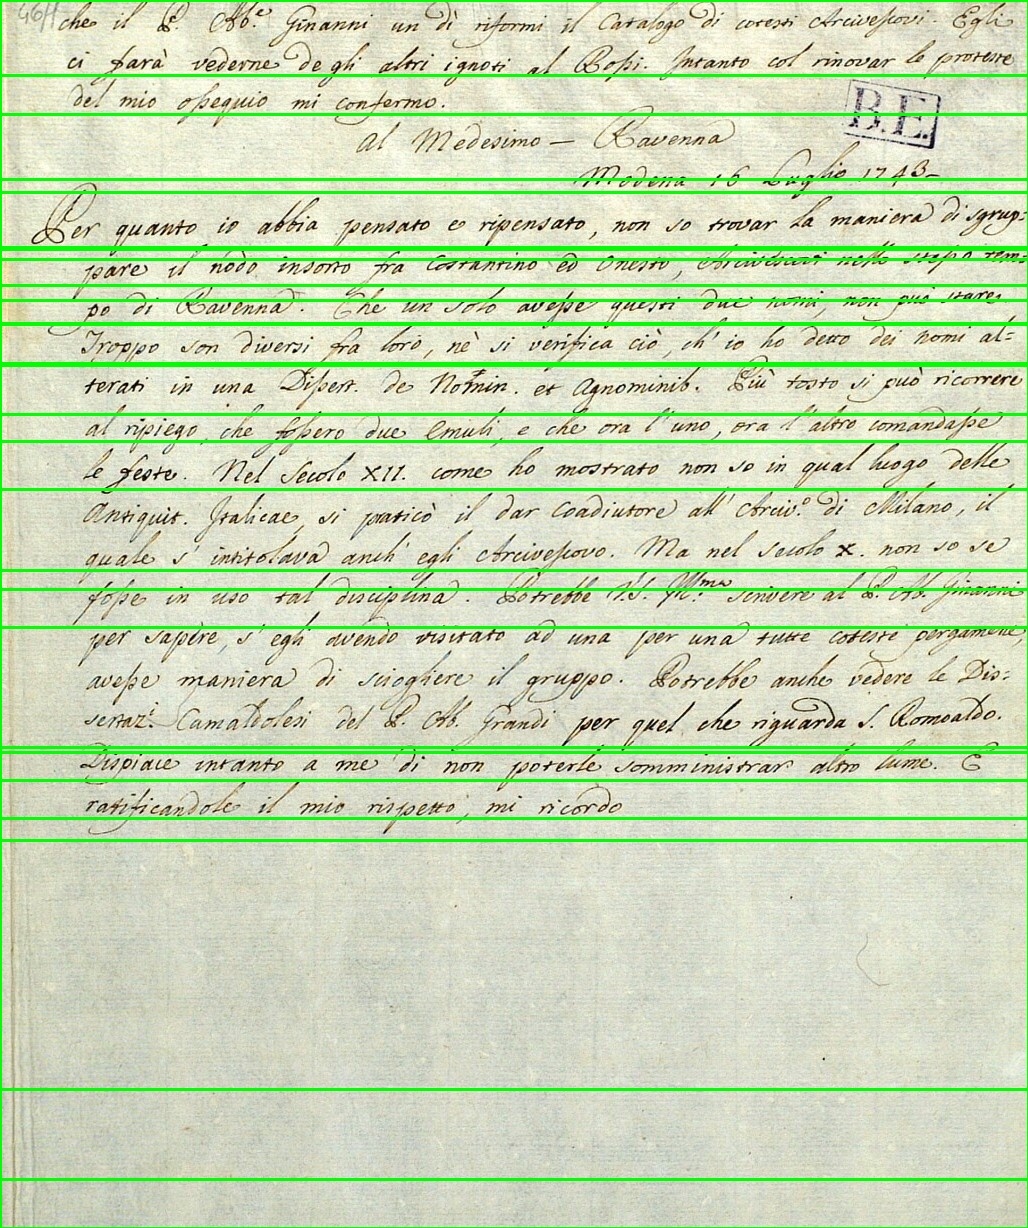 che il P. Ab.e Ginanni un dì riformi il Catalogo di cotesti Arcivescovi. Egli
ci farà vederne degli altri ignoti al Rossi. Intanto col rinovar le proteste
del mio ossequio mi confermo.
B.E.
Al Medesimo — Ravenna
Modena 16 Luglio 1743 —
Per quanto io abbia pensato e ripensato, non so trovar la maniera di sgrup-
pare il nodo insorto fra Costantino ed Onesto, Arcivescovi nello stesso tem-
po di Ravenna. Che un solo avesse questi due nomi, non può stare.
Troppo son diversi fra loro, nè si verifica ciò, ch' io ho detto dei nomi al-
terati in una Dissert. de Nomin. et Agnominib. Più tosto si può ricorrere
al ripiego, che fossero due Emuli, e che ora l' uno, ora l' altro comandasse
le feste. Nel Secolo XII. come ho mostrato non so in qual luogo delle
Antiquit. Italicae, si praticò il dar Coadiutore all' Arciv.o di Milano, il
quale s' intitolava anch' egli Arcivescovo. Ma nel secolo X. non so se
fosse in uso tal disciplina. Potrebbe V.S. Ill.ma scrivere al P. Ab. Ginanni
per sapere, s' egli avendo visitato ad una per una tutte coteste pergamene,
avesse maniera di sciogliere il gruppo. Potrebbe anche vedere le Dis-
sertaz.i Camaldolesi del P. Ab. Grandi per quel che riguarda S. Romoaldo.
Dispiace intanto a me di non poterle somministrar altro lume. E
ratificandole il mio rispetto, mi ricordo